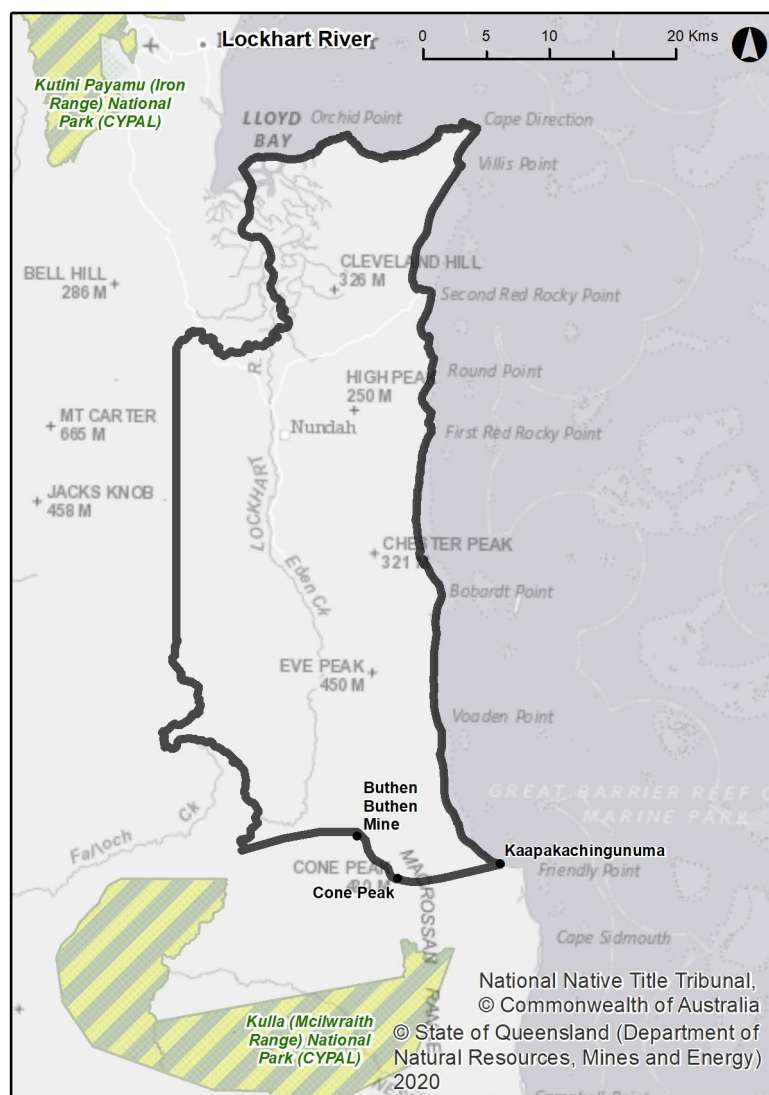 Lockhart River
0 5 10 20 Kms
Kutini Payamu (Iron
Range) National
Park (CYPAL)
LLOYD
BAY
Orchid Point
Cape Direction
Villis Point
BELL HILL
286 M
CLEVELAND HILL
326 M
Second Red Rocky Point
R.
Round Point
HIGH PEAK
250 M
MT CARTER
665 M
Nundah
First Red Rocky Point
JACKS KNOB
458 M
LOCKHART
CHESTER PEAK
321 M
Eden Ck
Bobardt Point
EVE PEAK
450 M
Voaden Point
GREAT BARRIER REEF
MARINE PARK
Buthen
Buthen
Mine
Falloch Ck
Kaapakachingunuma
CONE PEAK
Friendly Point
Cone Peak
MACROSSAN RANGE
Cape Sidmouth
National Native Title Tribunal,
© Commonwealth of Australia
© State of Queensland (Department of
Natural Resources, Mines and Energy)
2020
Kulla (Mcilwraith
Range) National
Park (CYPAL)
Campbell Point